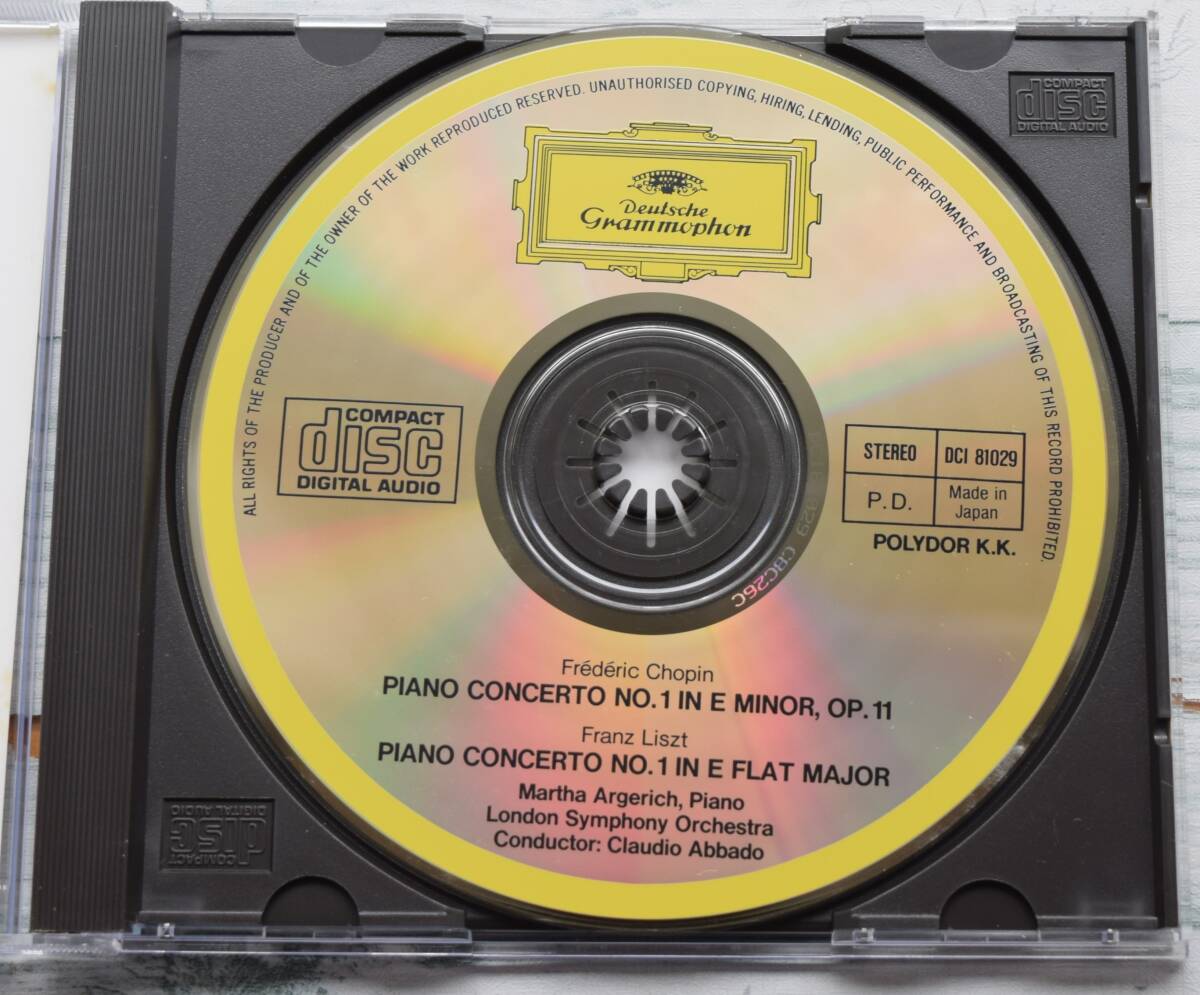 ALL RIGHTS OF THE PRODUCER AND OF THE OWNER OF THE WORK REPRODUCED RESERVED. UNAUTHORISED COPYING, HIRING, LENDING, PUBLIC PERFORMANCE AND BROADCASTING OF THIS RECORD PROHIBITED.
Deutsche
Grammophon
COMPACT
disc
DIGITAL AUDIO
COMPACT
disc
DIGITAL AUDIO
STEREO
DCI 81029
P.D.
Made in
Japan
POLYDOR K.K.
CBC26C
Frédéric Chopin
PIANO CONCERTO NO.1 IN E MINOR, OP.11
Franz Liszt
PIANO CONCERTO NO.1 IN E FLAT MAJOR
Martha Argerich, Piano
London Symphony Orchestra
Conductor: Claudio Abbado
COMPACT
disc
DIGITAL AUDIO